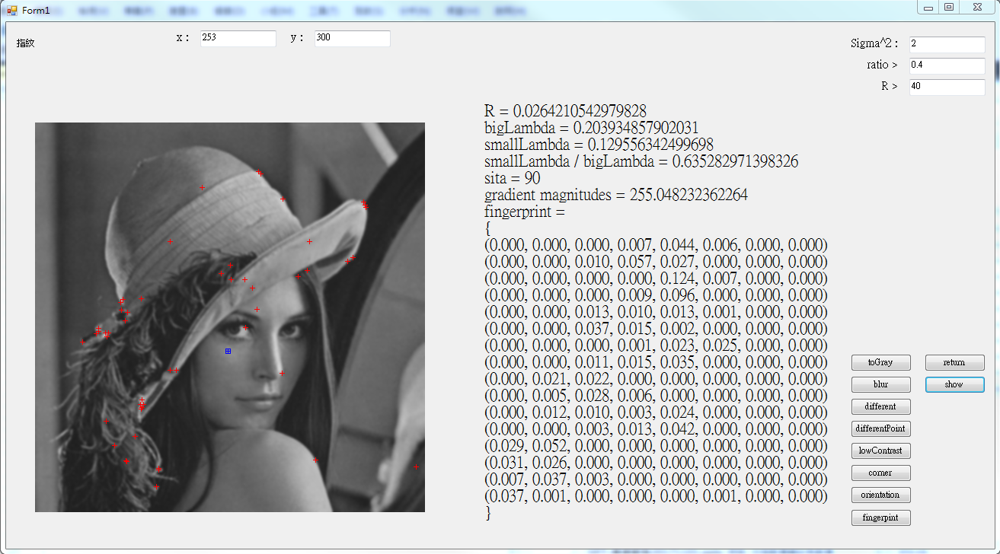 Form1
指紋
x : 253 y : 300
Sigma^2 : 2
ratio > 0.4
R > 40
R = 0.0264210542979828
bigLambda = 0.203934857902031
smallLambda = 0.129556342499698
smallLambda / bigLambda = 0.635282971398326
sita = 90
gradient magnitudes = 255.048232362264
fingerprint =
{
(0.000, 0.000, 0.000, 0.007, 0.044, 0.006, 0.000, 0.000)
(0.000, 0.000, 0.010, 0.057, 0.027, 0.000, 0.000, 0.000)
(0.000, 0.000, 0.000, 0.000, 0.124, 0.007, 0.000, 0.000)
(0.000, 0.000, 0.000, 0.009, 0.096, 0.000, 0.000, 0.000)
(0.000, 0.000, 0.013, 0.010, 0.013, 0.001, 0.000, 0.000)
(0.000, 0.000, 0.037, 0.015, 0.002, 0.000, 0.000, 0.000)
(0.000, 0.000, 0.000, 0.001, 0.023, 0.025, 0.000, 0.000)
(0.000, 0.000, 0.011, 0.015, 0.035, 0.000, 0.000, 0.000)
(0.000, 0.021, 0.022, 0.000, 0.000, 0.000, 0.000, 0.000)
(0.000, 0.005, 0.028, 0.006, 0.000, 0.000, 0.000, 0.000)
(0.000, 0.012, 0.010, 0.003, 0.024, 0.000, 0.000, 0.000)
(0.000, 0.000, 0.003, 0.013, 0.042, 0.000, 0.000, 0.000)
(0.029, 0.052, 0.000, 0.000, 0.000, 0.000, 0.000, 0.000)
(0.031, 0.026, 0.000, 0.000, 0.000, 0.000, 0.000, 0.000)
(0.007, 0.037, 0.003, 0.000, 0.000, 0.000, 0.000, 0.000)
(0.037, 0.001, 0.000, 0.000, 0.000, 0.001, 0.000, 0.000)
}
toGray return
blur show
different
differentPoint
lowContrast
corner
orientation
fingerpint